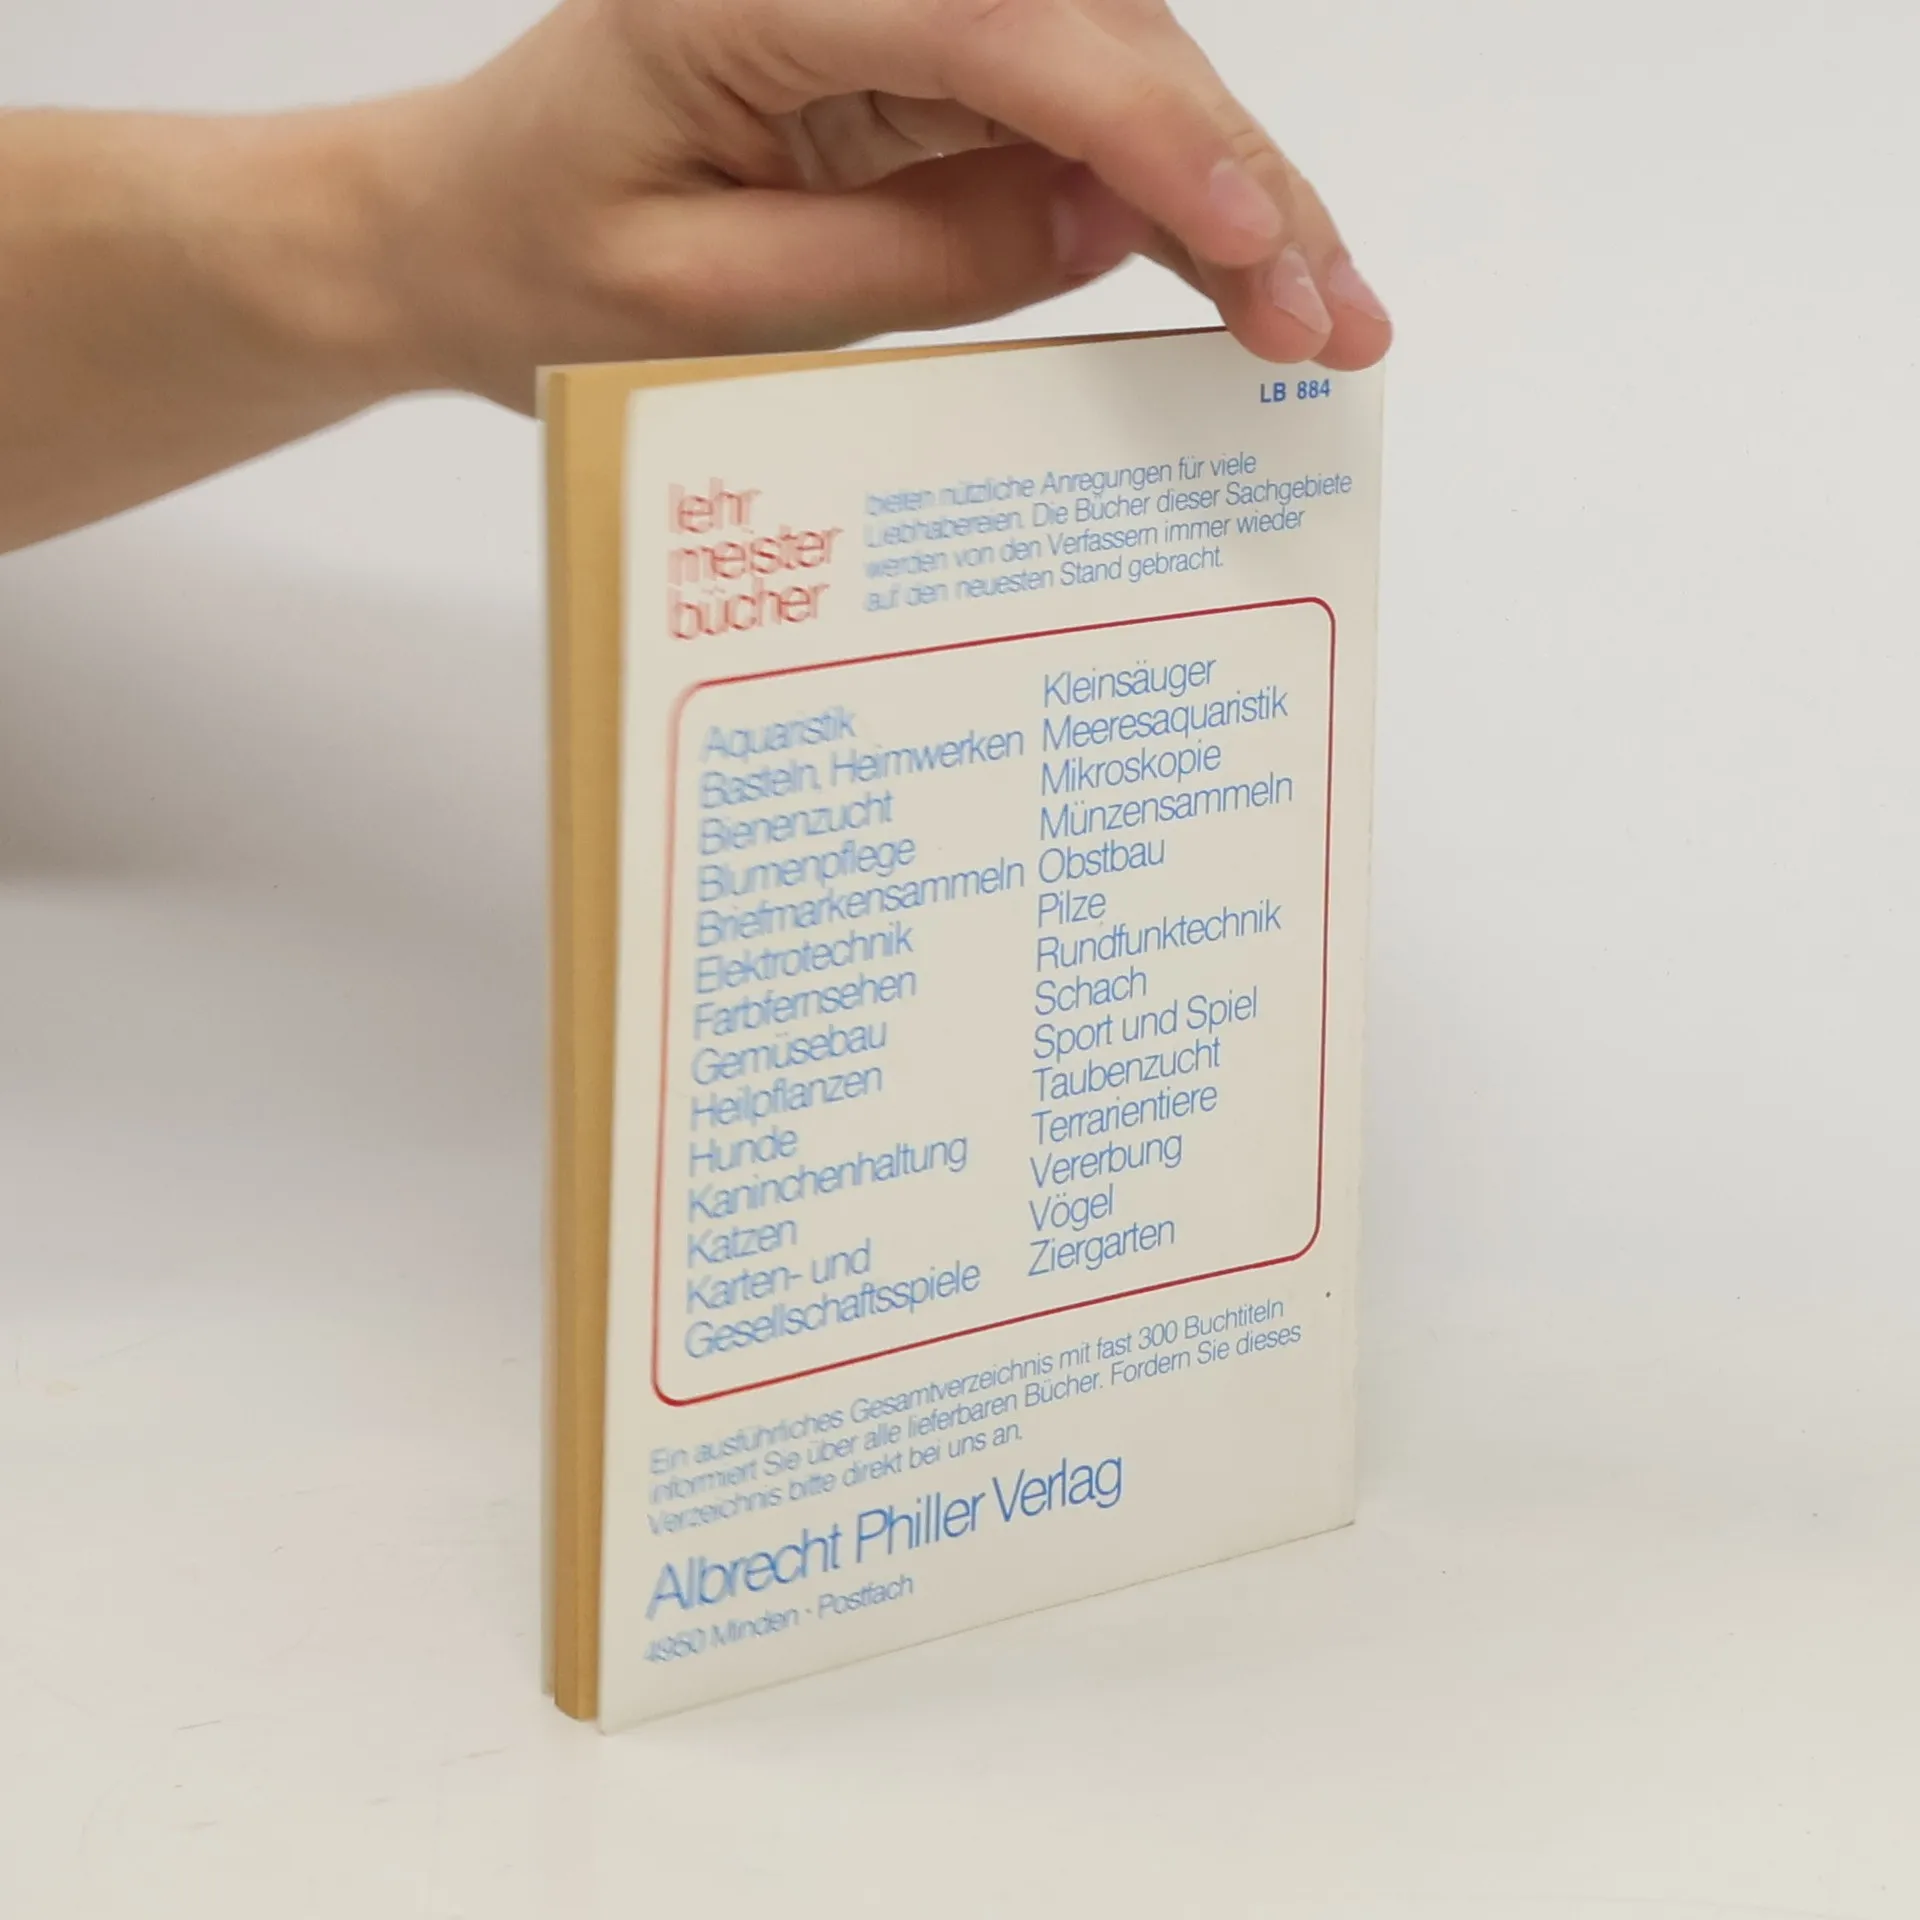 LB 884
lehr
meister
bücher
bieten nützliche Anregungen für viele
Liebhabereien. Die Bücher dieser Sachgebiete
werden von den Verfassern immer wieder
auf den neuesten Stand gebracht.
Aquaristik
Basteln, Heimwerken
Bienenzucht
Blumenpflege
Briefmarkensammeln
Elektrotechnik
Farbfernsehen
Gemüsebau
Heilpflanzen
Hunde
Kaninchenhaltung
Katzen
Karten- und
Gesellschaftsspiele
Kleinsäuger
Meeresaquaristik
Mikroskopie
Münzensammeln
Obstbau
Pilze
Rundfunktechnik
Schach
Sport und Spiel
Taubenzucht
Terrarientiere
Vererbung
Vögel
Ziergarten
Ein ausführliches Gesamtverzeichnis mit fast 300 Buchtiteln
informiert Sie über alle lieferbaren Bücher. Fordern Sie dieses
Verzeichnis bitte direkt bei uns an.
Albrecht Philler Verlag
4950 Minden · Postfach